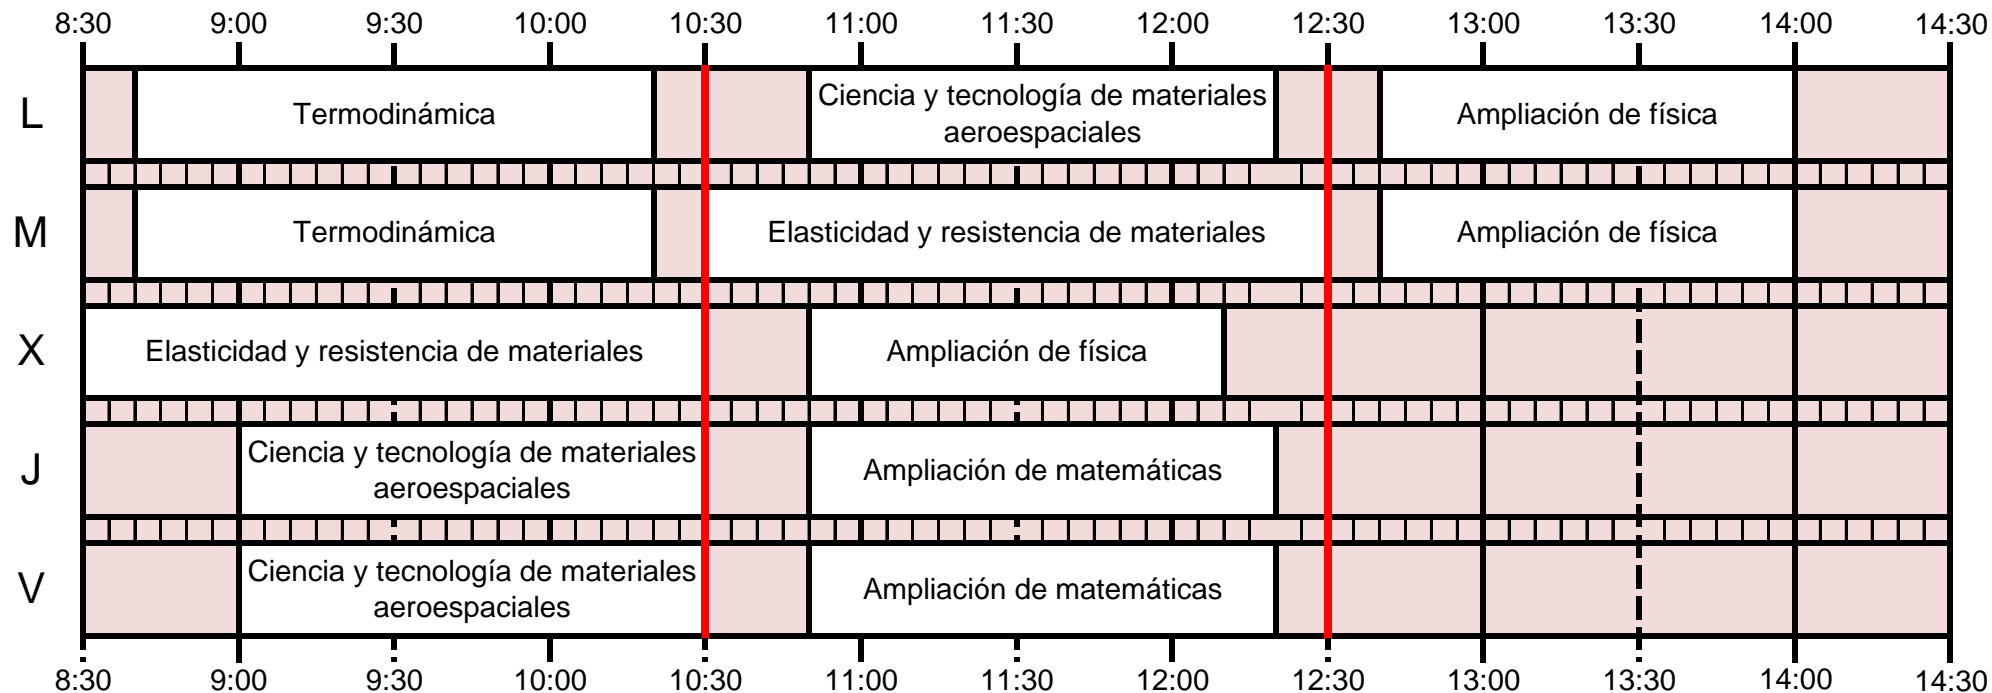 8:30 9:00 9:30 10:00 10:30 11:00 11:30 12:00 12:30 13:00 13:30 14:00 14:30
L
Termodinámica
Ciencia y tecnología de materiales
aeroespaciales
Ampliación de física
M
Termodinámica
Elasticidad y resistencia de materiales
Ampliación de física
X
Elasticidad y resistencia de materiales
Ampliación de física
J
Ciencia y tecnología de materiales
aeroespaciales
Ampliación de matemáticas
V
Ciencia y tecnología de materiales
aeroespaciales
Ampliación de matemáticas
8:30 9:00 9:30 10:00 10:30 11:00 11:30 12:00 12:30 13:00 13:30 14:00 14:30